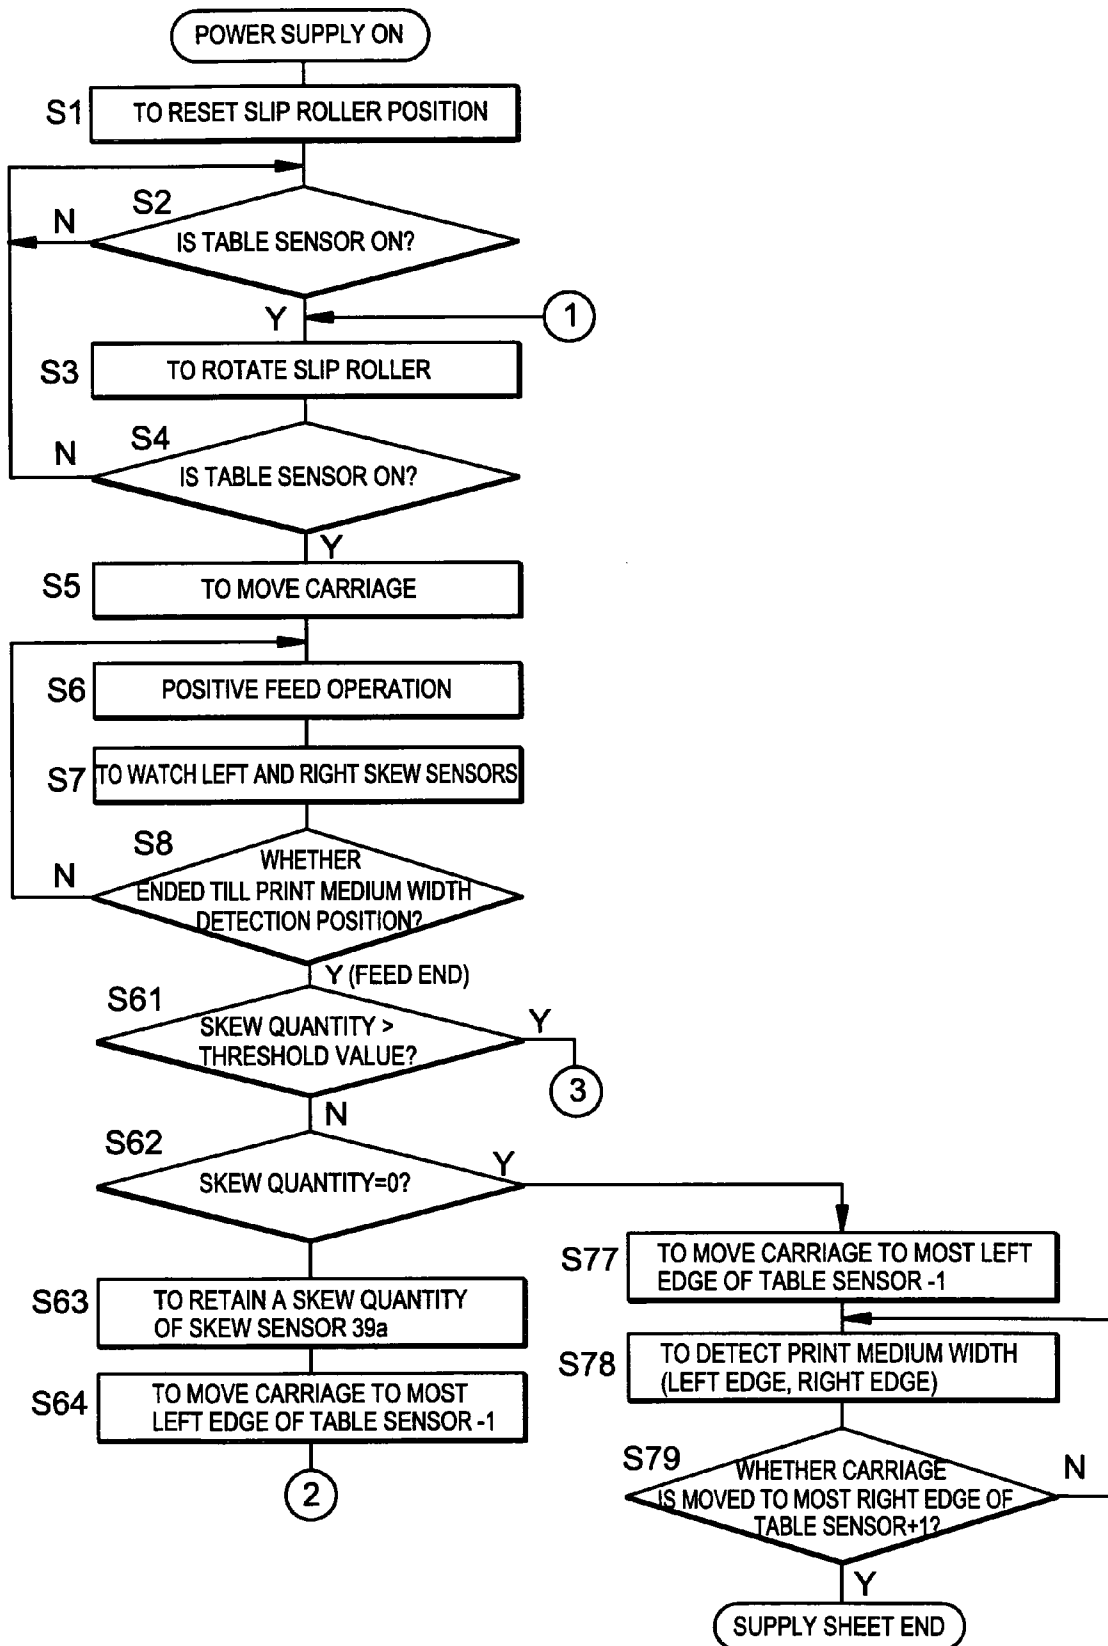 POWER SUPPLY ON
S1
TO RESET SLIP ROLLER POSITION
S2
N
IS TABLE SENSOR ON?
Y
1
S3
TO ROTATE SLIP ROLLER
S4
N
IS TABLE SENSOR ON?
Y
S5
TO MOVE CARRIAGE
S6
POSITIVE FEED OPERATION
S7
TO WATCH LEFT AND RIGHT SKEW SENSORS
S8
N
WHETHER
ENDED TILL PRINT MEDIUM WIDTH
DETECTION POSITION?
Y (FEED END)
S61
SKEW QUANTITY >
THRESHOLD VALUE?
Y
3
N
S62
SKEW QUANTITY=0?
Y
S63
TO RETAIN A SKEW QUANTITY
OF SKEW SENSOR 39a
S64
TO MOVE CARRIAGE TO MOST
LEFT EDGE OF TABLE SENSOR -1
2
S77
TO MOVE CARRIAGE TO MOST LEFT
EDGE OF TABLE SENSOR -1
S78
TO DETECT PRINT MEDIUM WIDTH
(LEFT EDGE, RIGHT EDGE)
S79
WHETHER CARRIAGE
IS MOVED TO MOST RIGHT EDGE OF
TABLE SENSOR+1?
N
Y
SUPPLY SHEET END